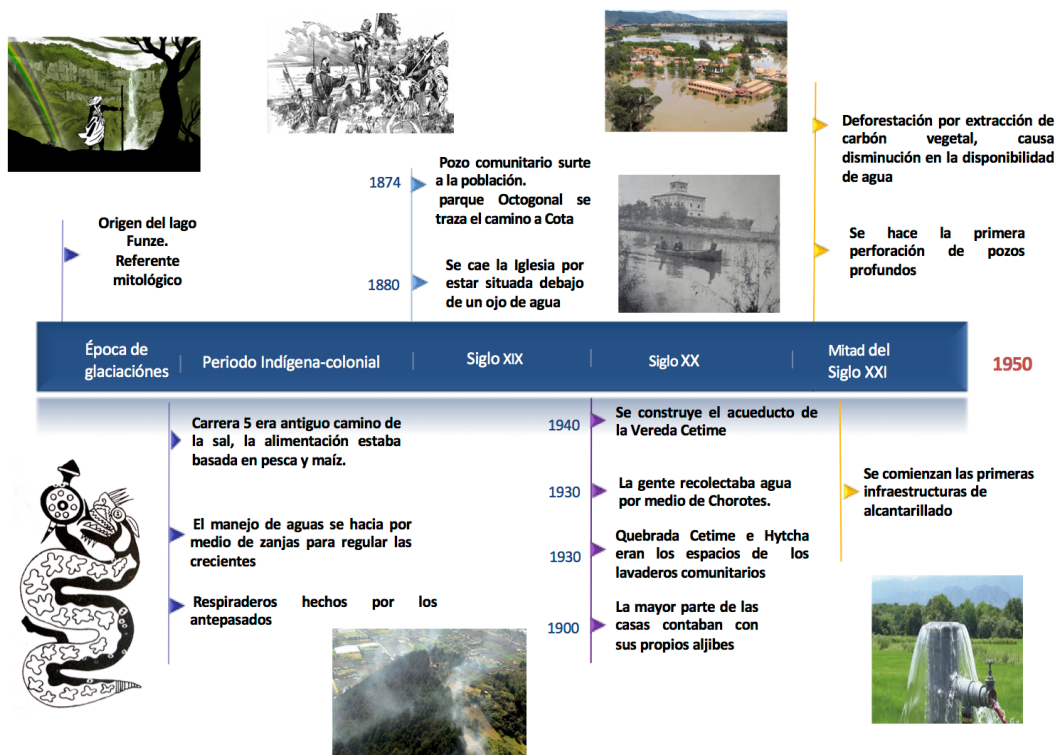 Origen del lago
Funze.
Referente
mitológico
1874
Pozo comunitario surte
a la población.
parque Octogonal se
traza el camino a Cota
1880
Se cae la Iglesia por
estar situada debajo
de un ojo de agua
Deforestación por extracción de
carbón vegetal, causa
disminución en la disponibilidad
de agua
Se hace la primera
perforación de pozos
profundos
Época de
glaciaciónes
Periodo Indígena-colonial
Siglo XIX
Siglo XX
Mitad del
Siglo XXI
1950
Carrera 5 era antiguo camino de
la sal, la alimentación estaba
basada en pesca y maíz.
El manejo de aguas se hacia por
medio de zanjas para regular las
crecientes
Respiraderos hechos por los
antepasados
1940
Se construye el acueducto de
la Vereda Cetime
1930
La gente recolectaba agua
por medio de Chorotes.
1930
Quebrada Cetime e Hytcha
eran los espacios de los
lavaderos comunitarios
1900
La mayor parte de las
casas contaban con
sus propios aljibes
Se comienzan las primeras
infraestructuras de
alcantarillado